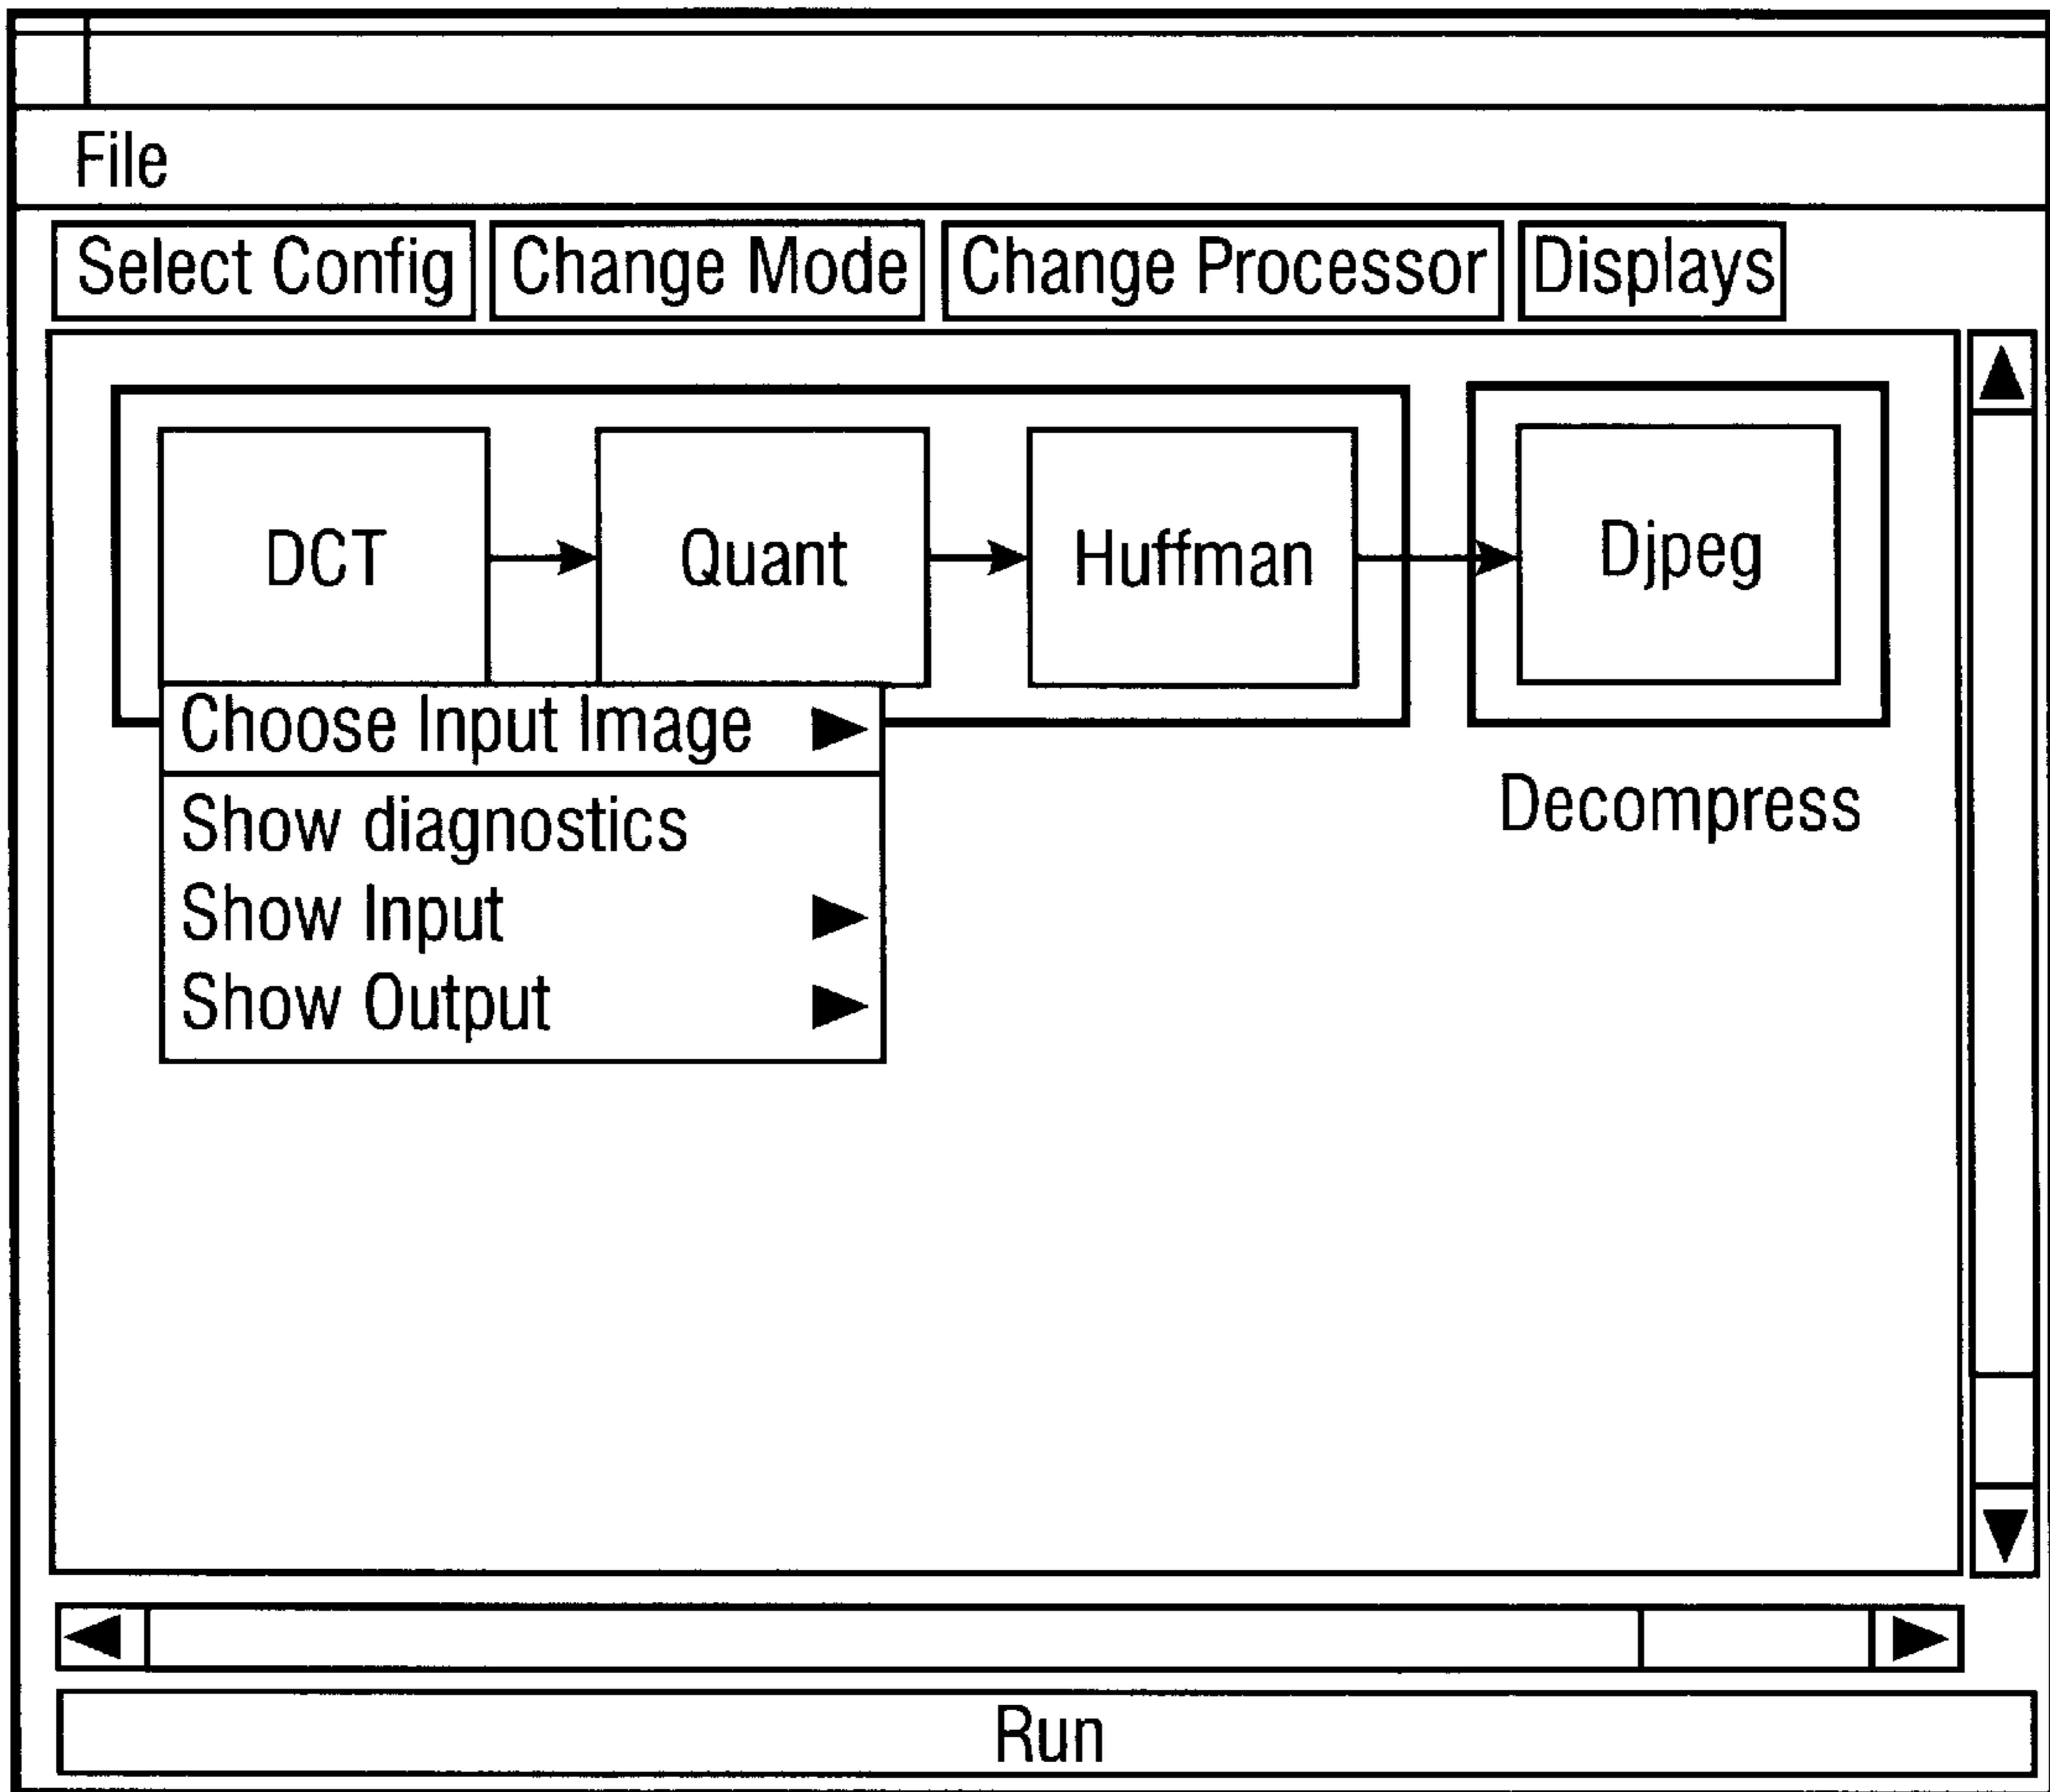 File
Select Config Change Mode Change Processor Displays
DCT Quant Huffman Djpeg
Choose Input Image
Show diagnostics
Show Input
Show Output
Decompress
Run